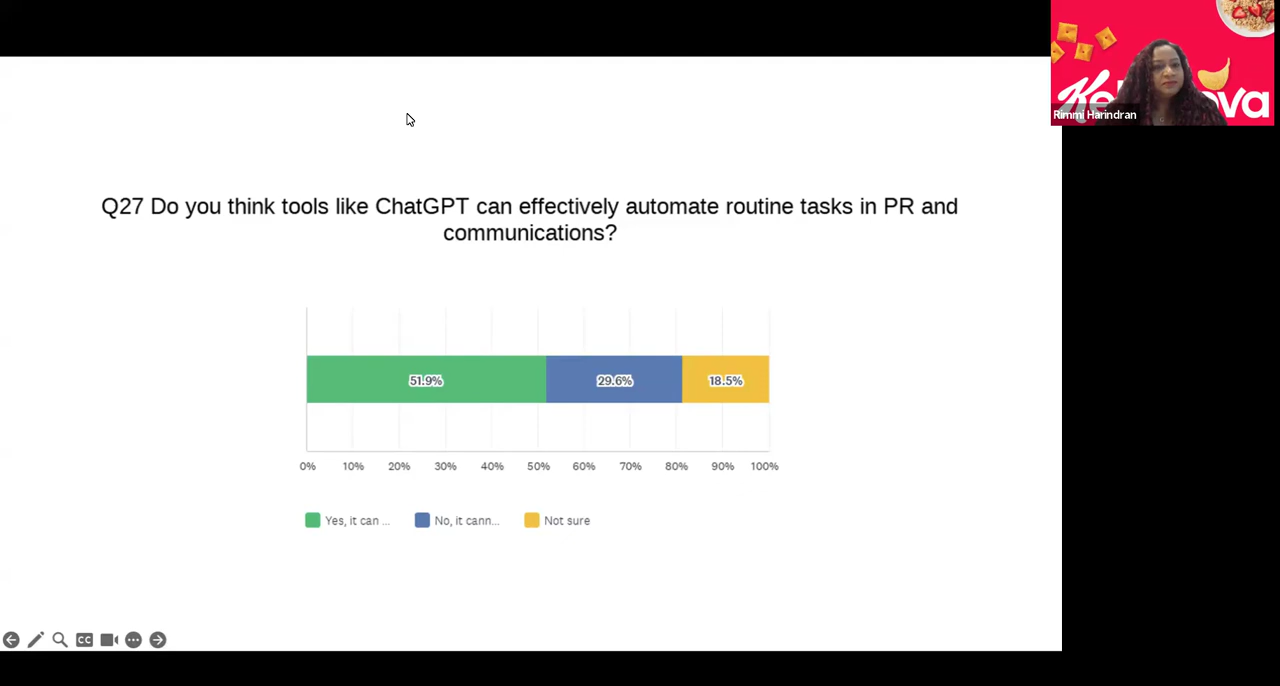 Rimmi Harindran
Q27 Do you think tools like ChatGPT can effectively automate routine tasks in PR and
communications?
51.9% 29.6% 18.5%
0% 10% 20% 30% 40% 50% 60% 70% 80% 90% 100%
Yes, it can ... No, it cann... Not sure
CC